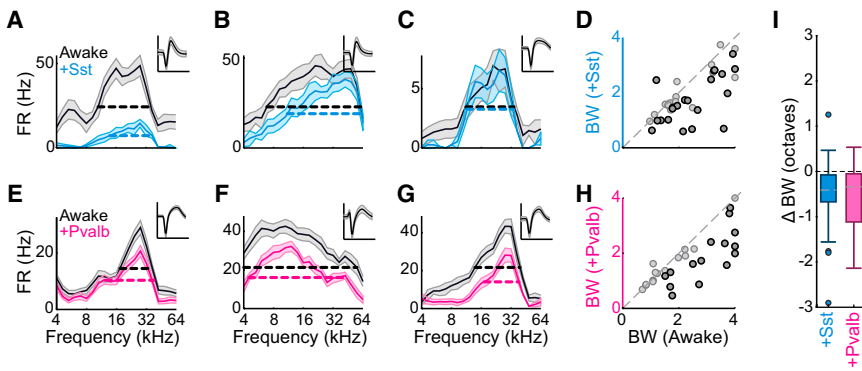 A
Awake
+Sst
FR (Hz)
50
0
B
50
0
C
5
0
D
BW (+Sst)
4
2
0
I
Δ BW (octaves)
3
2
1
0
-1
-2
-3
+Sst
+Pvalb
E
Awake
+Pvalb
FR (Hz)
20
0
4 8 16 32 64
Frequency (kHz)
F
40
20
0
4 8 16 32 64
Frequency (kHz)
G
40
20
0
4 8 16 32 64
Frequency (kHz)
H
BW (+Pvalb)
4
2
0
0 2 4
BW (Awake)